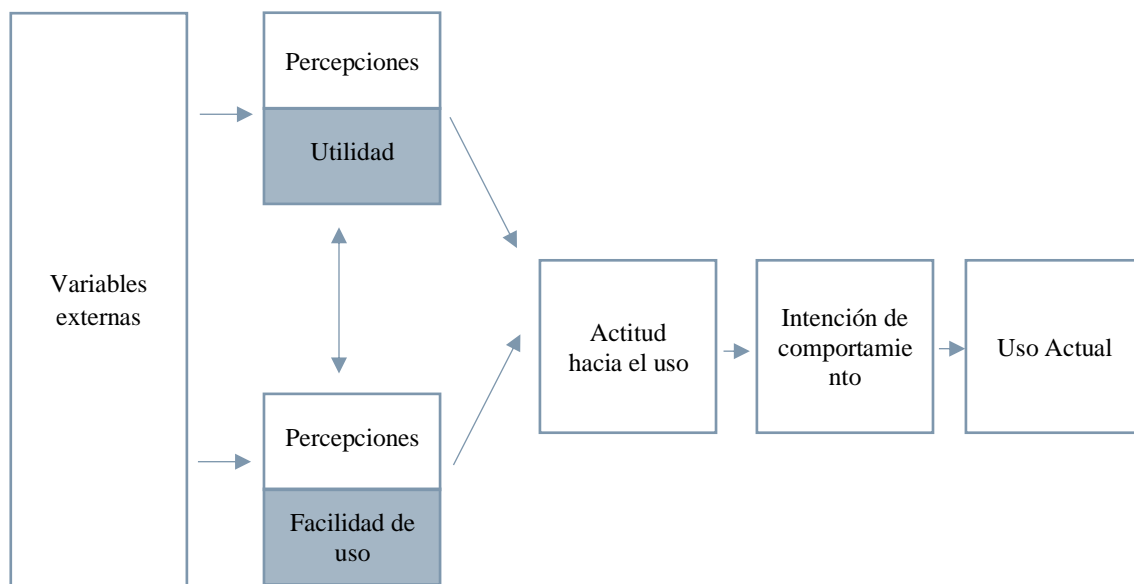 Percepciones
Utilidad
Variables
externas
Actitud
hacia el uso
Intención de
comportamie
nto
Uso Actual
Percepciones
Facilidad de
uso